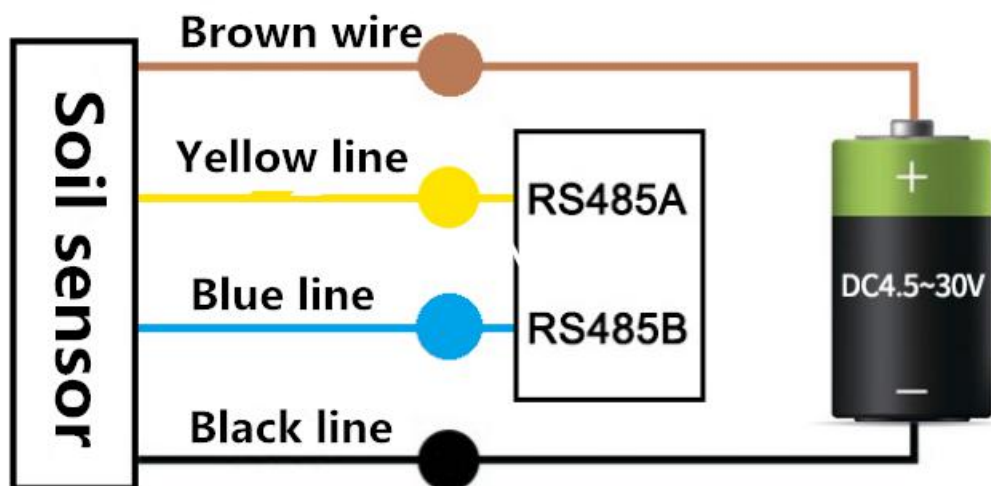 Brown wire
Soil sensor
Yellow line
RS485A
Blue line
RS485B
Black line
+
DC4.5~30V
—